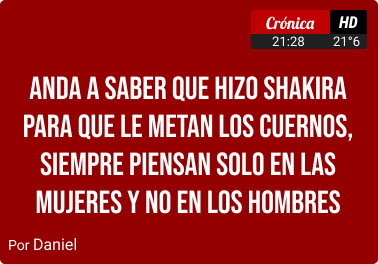 Crónica HD
21:28 21°6
ANDA A SABER QUE HIZO SHAKIRA
PARA QUE LE METAN LOS CUERNOS,
SIEMPRE PIENSAN SOLO EN LAS
MUJERES Y NO EN LOS HOMBRES
Por Daniel